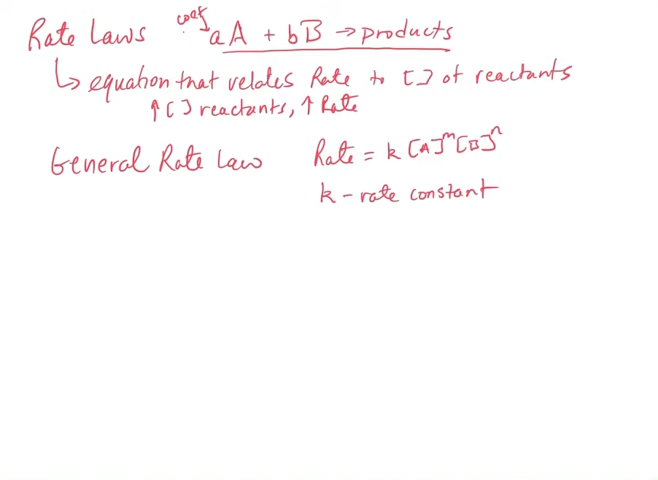 coef
Rate Laws aA + bB → products
↳ equation that relates Rate to [ ] of reactants
↑ [ ] reactants, ↑ Rate
General Rate Law Rate = k [A]^m [B]^n
k - rate constant